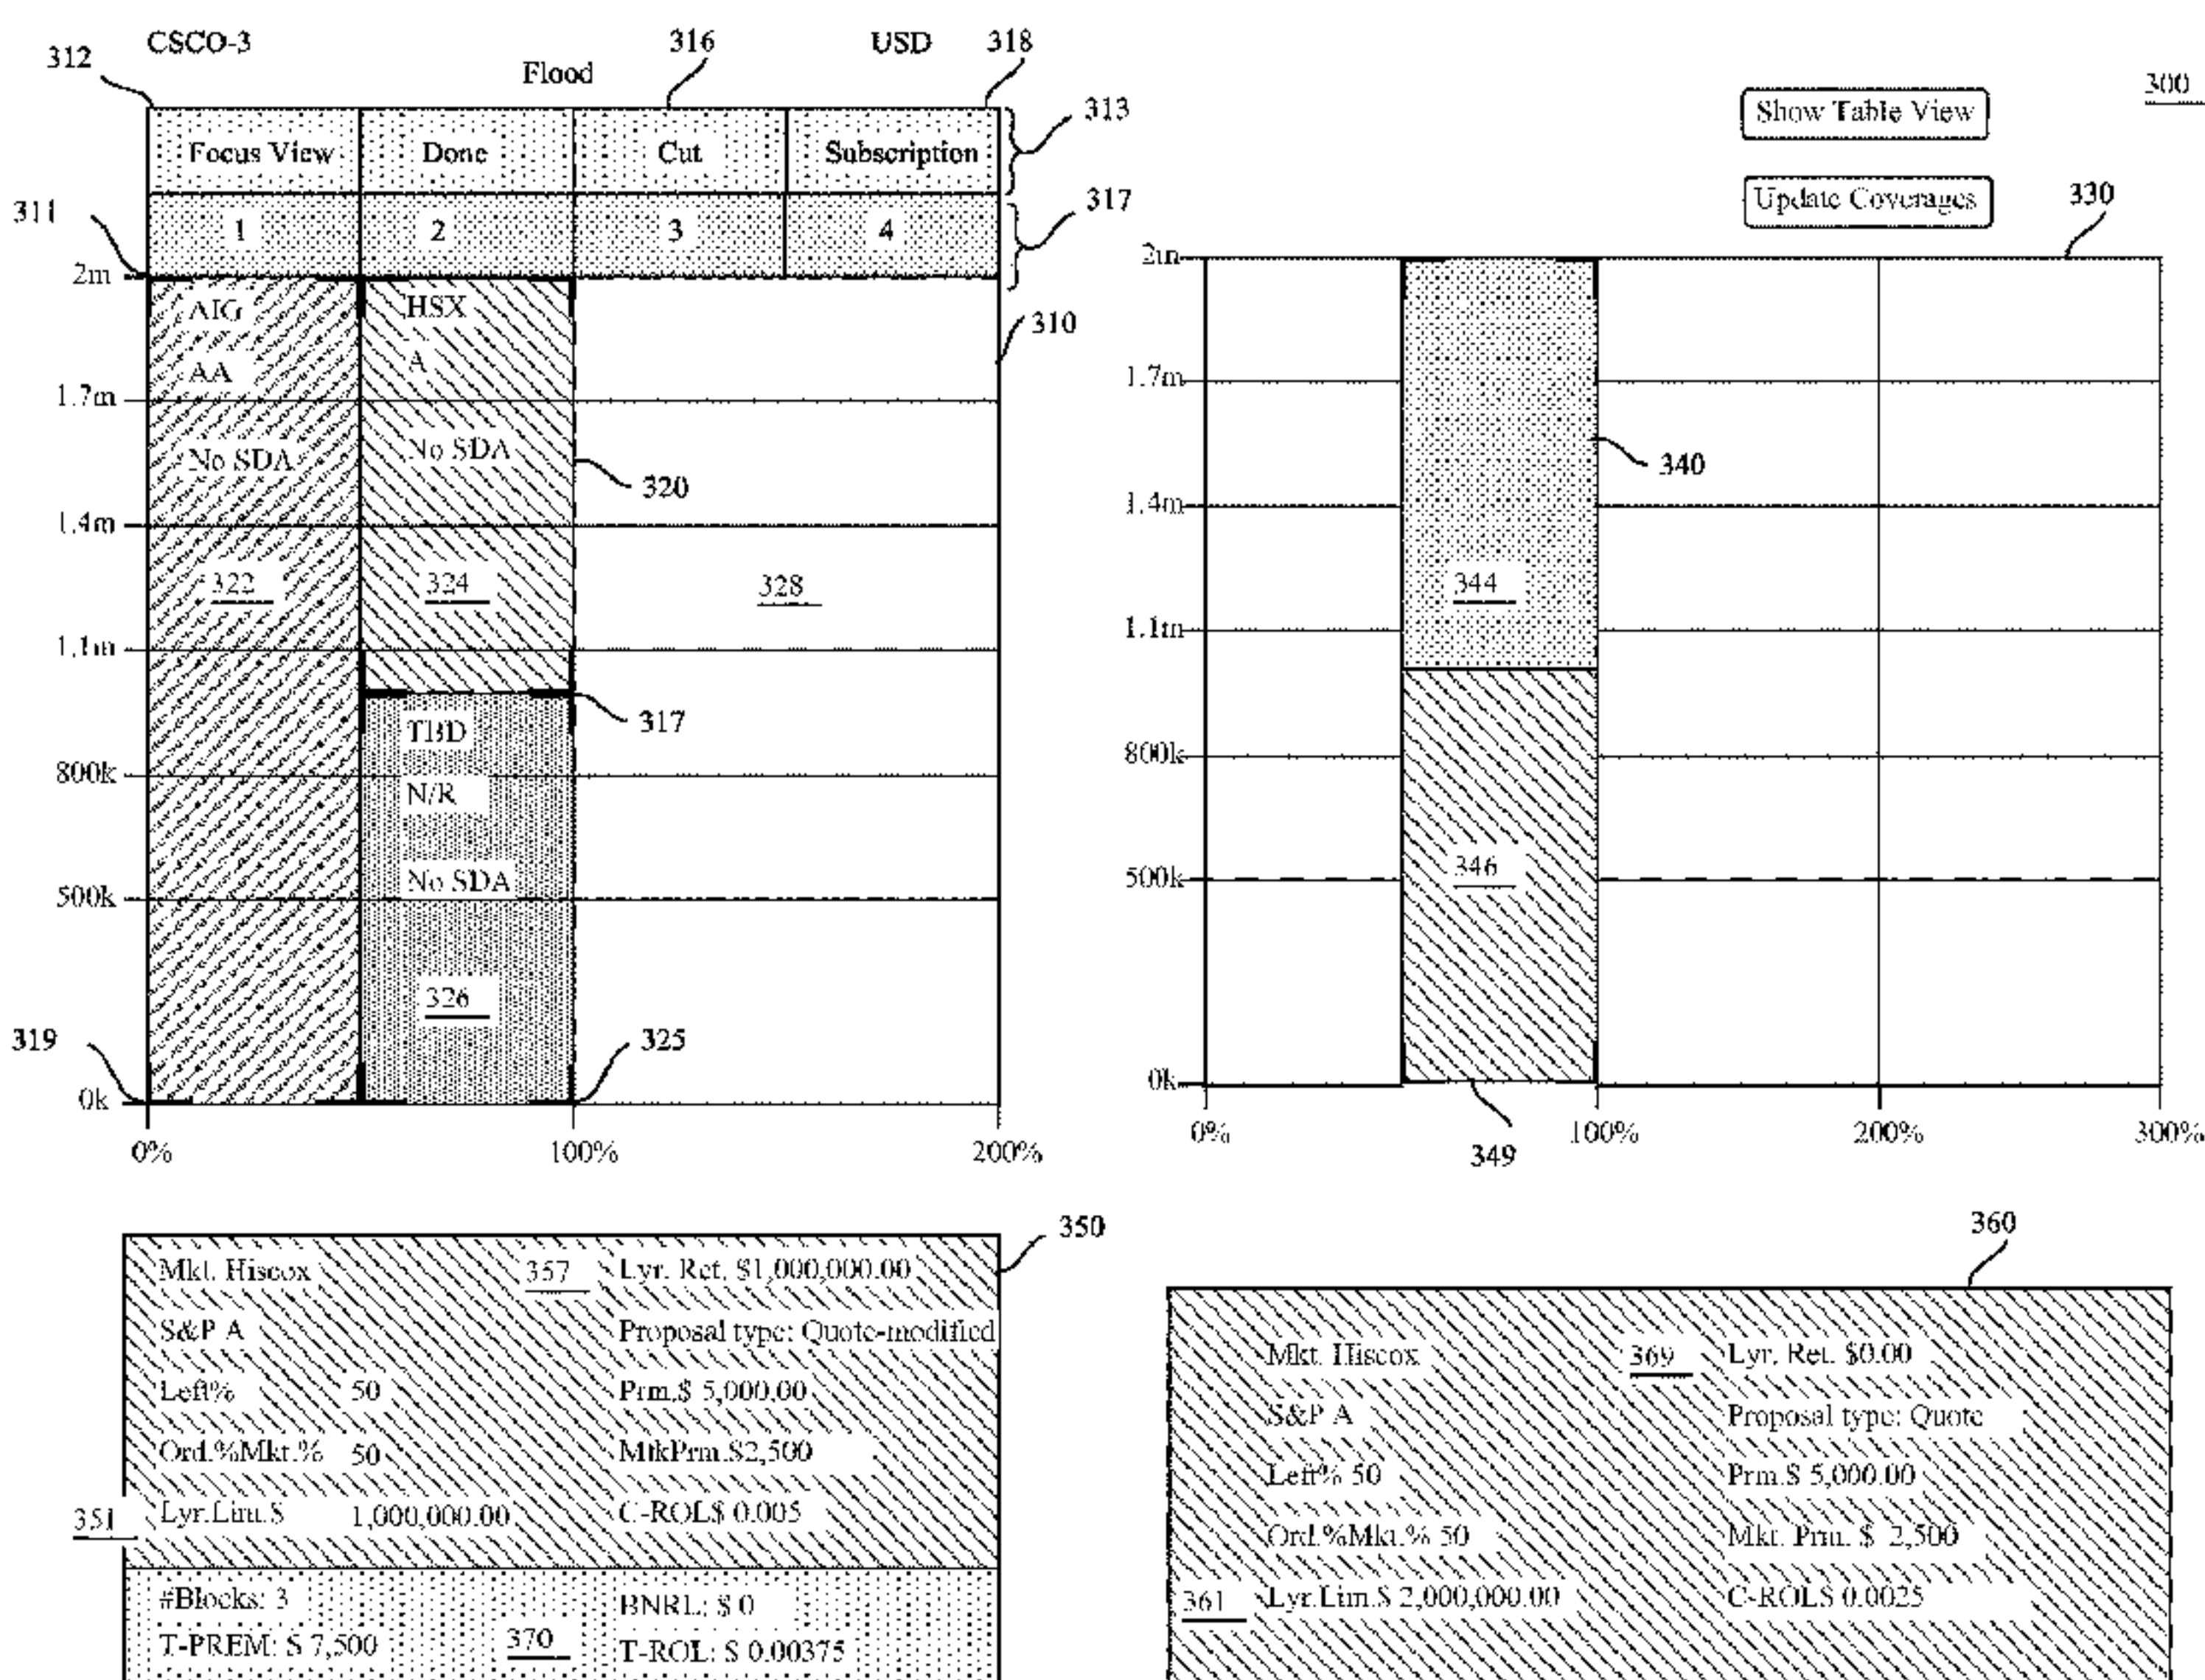 CSCO-3 316 USD 318
312
Flood
300
Show Table View
313
Focus View Done Cut Subscription
Update Coverages
330
317
311
1 2 3 4
2m
2m
AIG HSX
310
AA A
1.7m
1.7m
No SDA No SDA
320
340
1.4m
1.4m
322 324 328
344
1.1m
1.1m
317
TBD
800k
800k
N/R
No SDA
500k
346
500k
326
319
325
0k
0k
0% 100% 200%
0% 100% 200% 300%
349
350
360
Mkt. Hiscox 357 Lyr. Ret. $1,000,000.00
S&P A Proposal type: Quote-modified
Left% 50 Prm.$ 5,000.00
Ord.%Mkt.% 50 MtkPrm.$2,500
351 Lyr.Lim.$ 1,000,000.00 C-ROL$ 0.005
#Blocks: 3 BNRL: $ 0
T-PREM: $ 7,500 370 T-ROL: $ 0.00375
Mkt. Hiscox 369 Lyr. Ret. $0.00
S&P A Proposal type: Quote
Left% 50 Prm.$ 5,000.00
Ord.%Mkt.% 50 Mkt. Prm. $ 2,500
361 Lyr.Lim.$ 2,000,000.00 C-ROL$ 0.0025